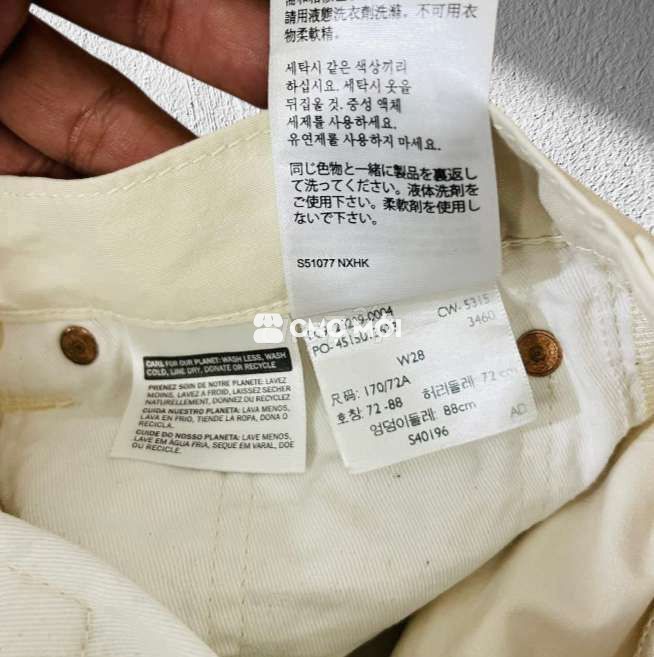 請用液態洗衣劑洗滌。不可用衣
物柔軟精。
세탁시 같은 색상끼리
하십시요. 세탁시 옷을
뒤집을 것. 중성 액체
세제를 사용하세요.
유연제를 사용하지 마세요.
同じ色物と一緒に製品を裏返し
て洗ってください。液体洗剤を
ご使用下さい。柔軟剤を使用し
ないで下さい。
S51077 NXHK
CHO MOI
CARE FOR OUR PLANET: WASH LESS, WASH
COLD, LINE DRY, DONATE OR RECYCLE
PRENEZ SOIN DE NOTRE PLANETE: LAVEZ
MOINS, LAVEZ A FROID, LAISSEZ SECHER
NATURELLEMENT, DONNEZ OU RECYCLEZ
CUIDA NUESTRO PLANETA: LAVA MENOS,
LAVA EN FRIO, TIENDE LA ROPA, DONA O
RECICLA.
CUIDE DO NOSSO PLANETA: LAVE MENOS,
LAVE EM ÁGUA FRIA, SEQUE EM VARAL, DOE
OU RECICLE.
CW-5315
3460
W28
尺码: 170/72A
허리둘레 72 cm
호칭: 72 -88
엉덩이둘레: 88cm
S40196
AD